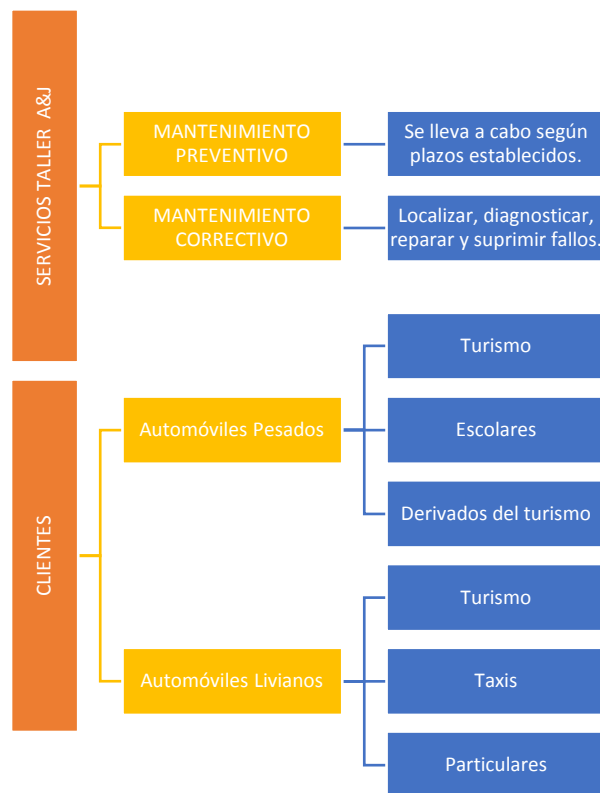 SERVICIOS TALLER A&J
MANTENIMIENTO
PREVENTIVO
Se lleva a cabo según
plazos establecidos.
MANTENIMIENTO
CORRECTIVO
Localizar, diagnosticar,
reparar y suprimir fallos.
CLIENTES
Automóviles Pesados
Turismo
Escolares
Derivados del turismo
Automóviles Livianos
Turismo
Taxis
Particulares